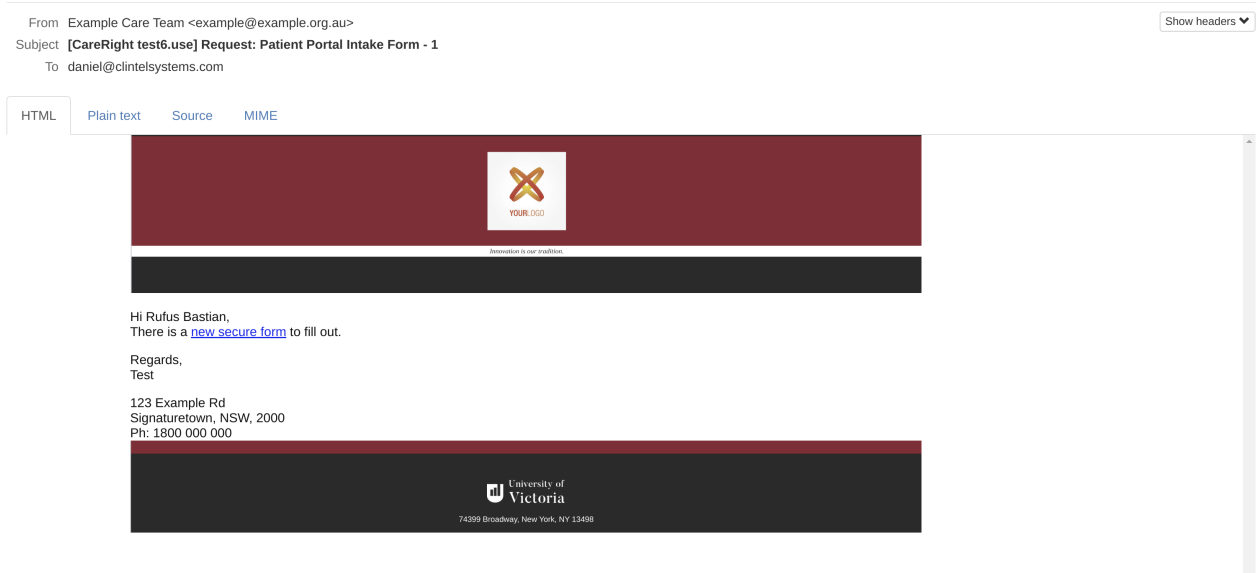 From Example Care Team <example@example.org.au>
Show headers
Subject [CareRight test6.use] Request: Patient Portal Intake Form - 1
To daniel@clintelsystems.com
HTML Plain text Source MIME
YOURLOGO
Innovation is our tradition.
Hi Rufus Bastian,
There is a new secure form to fill out.
Regards,
Test
123 Example Rd
Signaturetown, NSW, 2000
Ph: 1800 000 000
University of
Victoria
74399 Broadway, New York, NY 13498